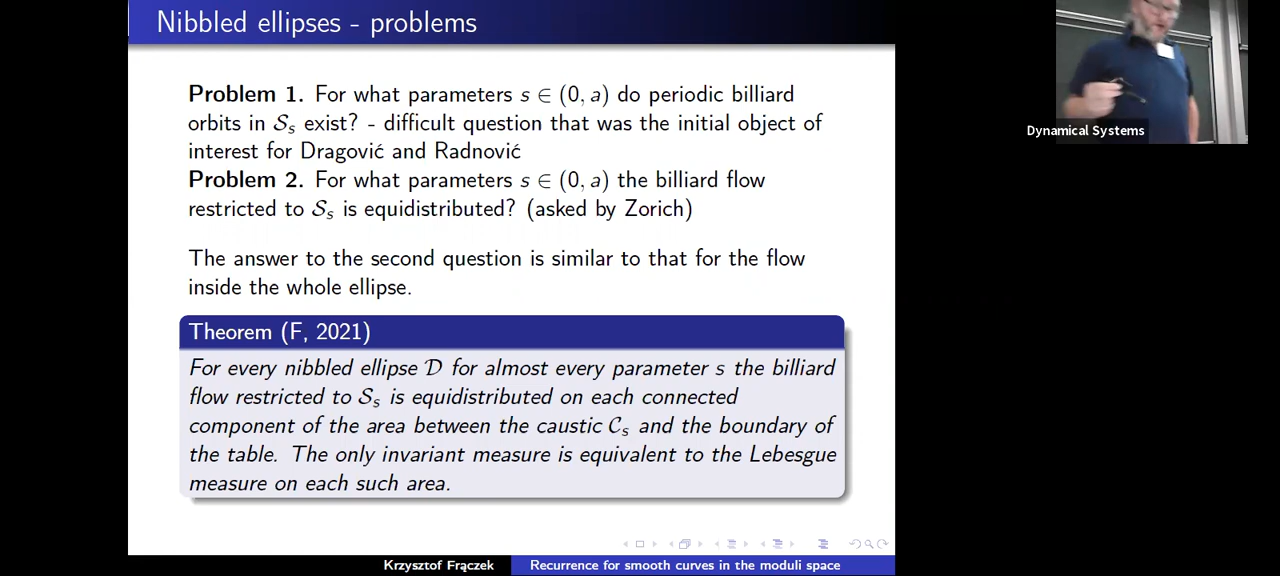 Nibbled ellipses - problems
Problem 1. For what parameters s ∈ (0, a) do periodic billiard
orbits in 𝒮ₛ exist? - difficult question that was the initial object of
interest for Dragović and Radnović
Problem 2. For what parameters s ∈ (0, a) the billiard flow
restricted to 𝒮ₛ is equidistributed? (asked by Zorich)
The answer to the second question is similar to that for the flow
inside the whole ellipse.
Theorem (F, 2021)
For every nibbled ellipse 𝒟 for almost every parameter s the billiard
flow restricted to 𝒮ₛ is equidistributed on each connected
component of the area between the caustic 𝒞ₛ and the boundary of
the table. The only invariant measure is equivalent to the Lebesgue
measure on each such area.
Krzysztof Frączek
Recurrence for smooth curves in the moduli space
Dynamical Systems